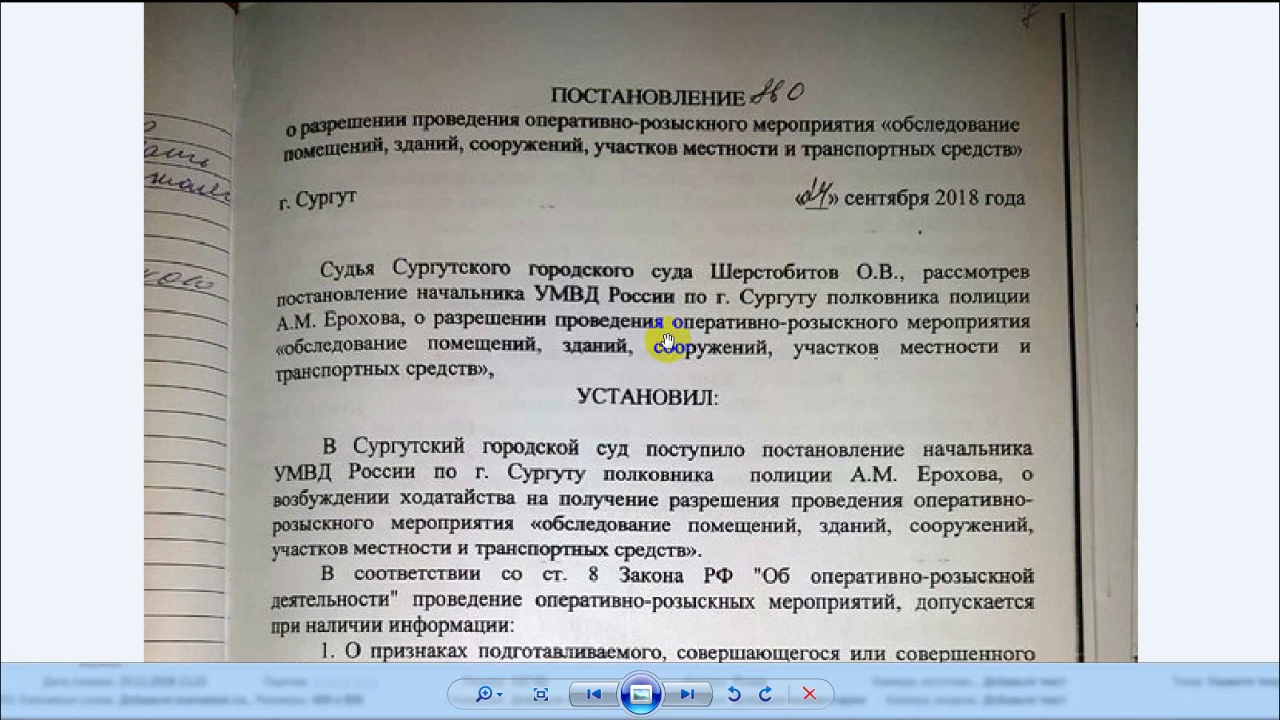 ПОСТАНОВЛЕНИЕ
о разрешении проведения оперативно-розыскного мероприятия «обследование
помещений, зданий, сооружений, участков местности и транспортных средств»
г. Сургут «24» сентября 2018 года
Судья Сургутского городского суда Шерстобитов О.В., рассмотрев
постановление начальника УМВД России по г. Сургуту полковника полиции
А.М. Ерохова, о разрешении проведения оперативно-розыскного мероприятия
«обследование помещений, зданий, сооружений, участков местности и
транспортных средств»,
УСТАНОВИЛ:
В Сургутский городской суд поступило постановление начальника
УМВД России по г. Сургуту полковника полиции А.М. Ерохова, о
возбуждении ходатайства на получение разрешения проведения оперативно-
розыскного мероприятия «обследование помещений, зданий, сооружений,
участков местности и транспортных средств».
В соответствии со ст. 8 Закона РФ "Об оперативно-розыскной
деятельности" проведение оперативно-розыскных мероприятий, допускается
при наличии информации:
1. О признаках подготавливаемого, совершающегося или совершенного